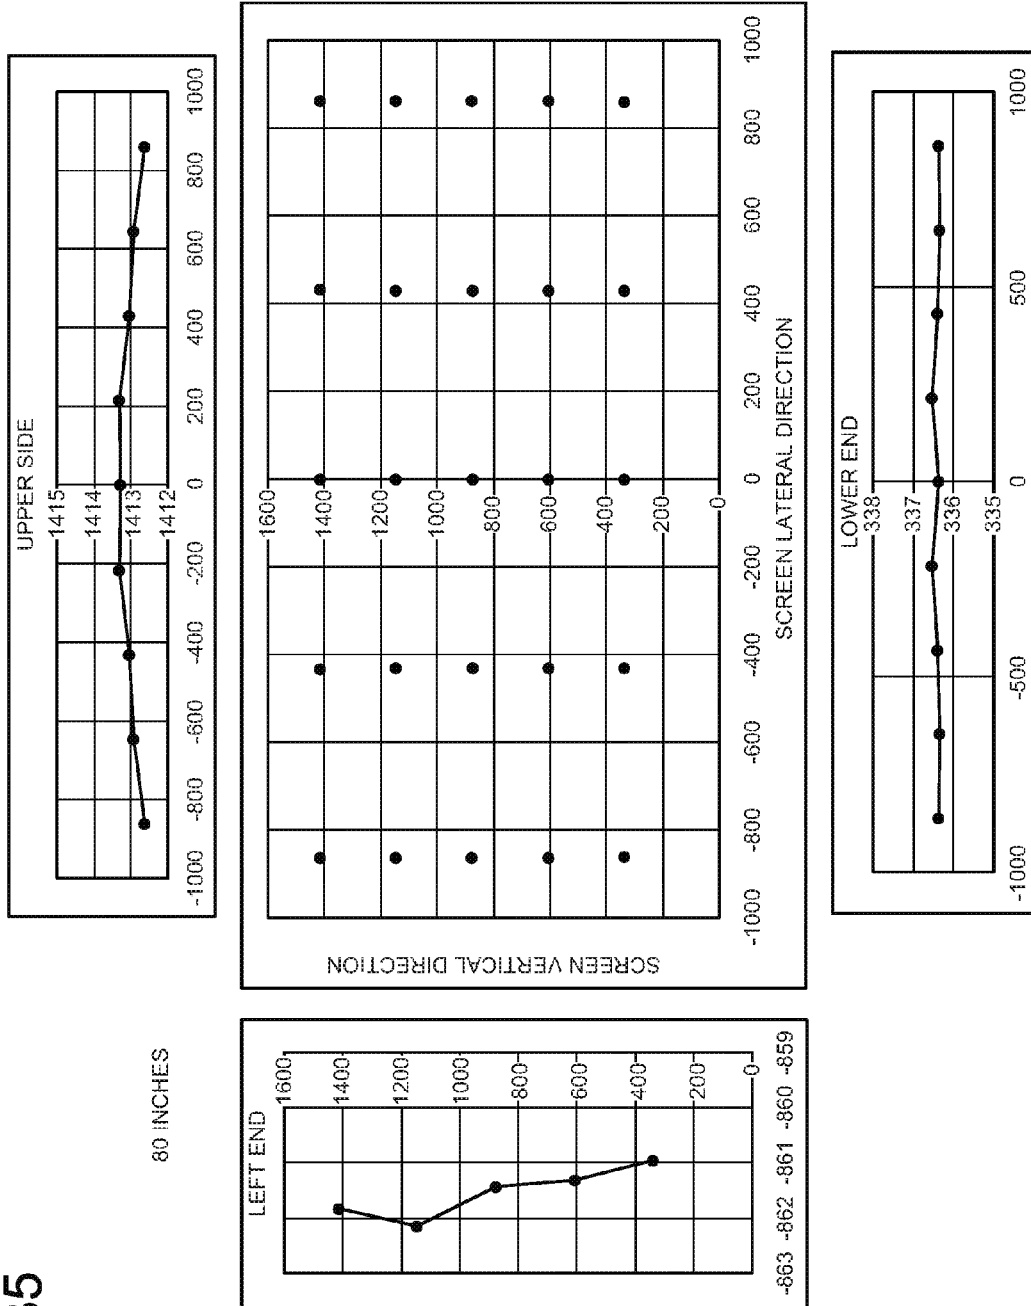 80 INCHES
UPPER SIDE
1415
1414
1413
1412
-1000 -800 -600 -400 -200 0 200 400 600 800 1000
LEFT END
1600
1400
1200
1000
800
600
400
200
0
-863 -862 -861 -860 -859
SCREEN VERTICAL DIRECTION
1600
1400
1200
1000
800
600
400
200
0
-1000 -800 -600 -400 -200 0 200 400 600 800 1000
SCREEN LATERAL DIRECTION
LOWER END
338
337
336
335
-1000 -500 0 500 1000